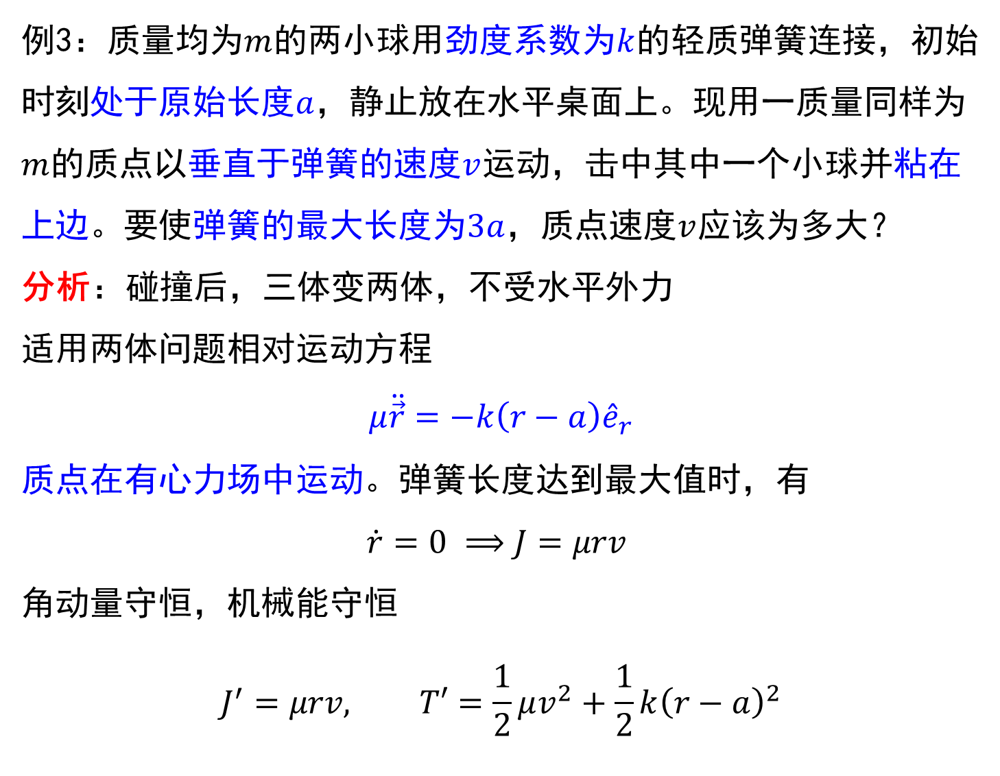 例3：质量均为m的两小球用劲度系数为k的轻质弹簧连接，初始
时刻处于原始长度a，静止放在水平桌面上。现用一质量同样为
m的质点以垂直于弹簧的速度v运动，击中其中一个小球并粘在
上边。要使弹簧的最大长度为3a，质点速度v应该为多大？
分析：碰撞后，三体变两体，不受水平外力
适用两体问题相对运动方程
$\mu\ddot{\vec{r}} = -k(r-a)\hat{e}_r$
质点在有心力场中运动。弹簧长度达到最大值时，有
$\dot{r} = 0 \implies J = \mu r v$
角动量守恒，机械能守恒
$J' = \mu r v, \quad T' = \frac{1}{2}\mu v^2 + \frac{1}{2}k(r-a)^2$